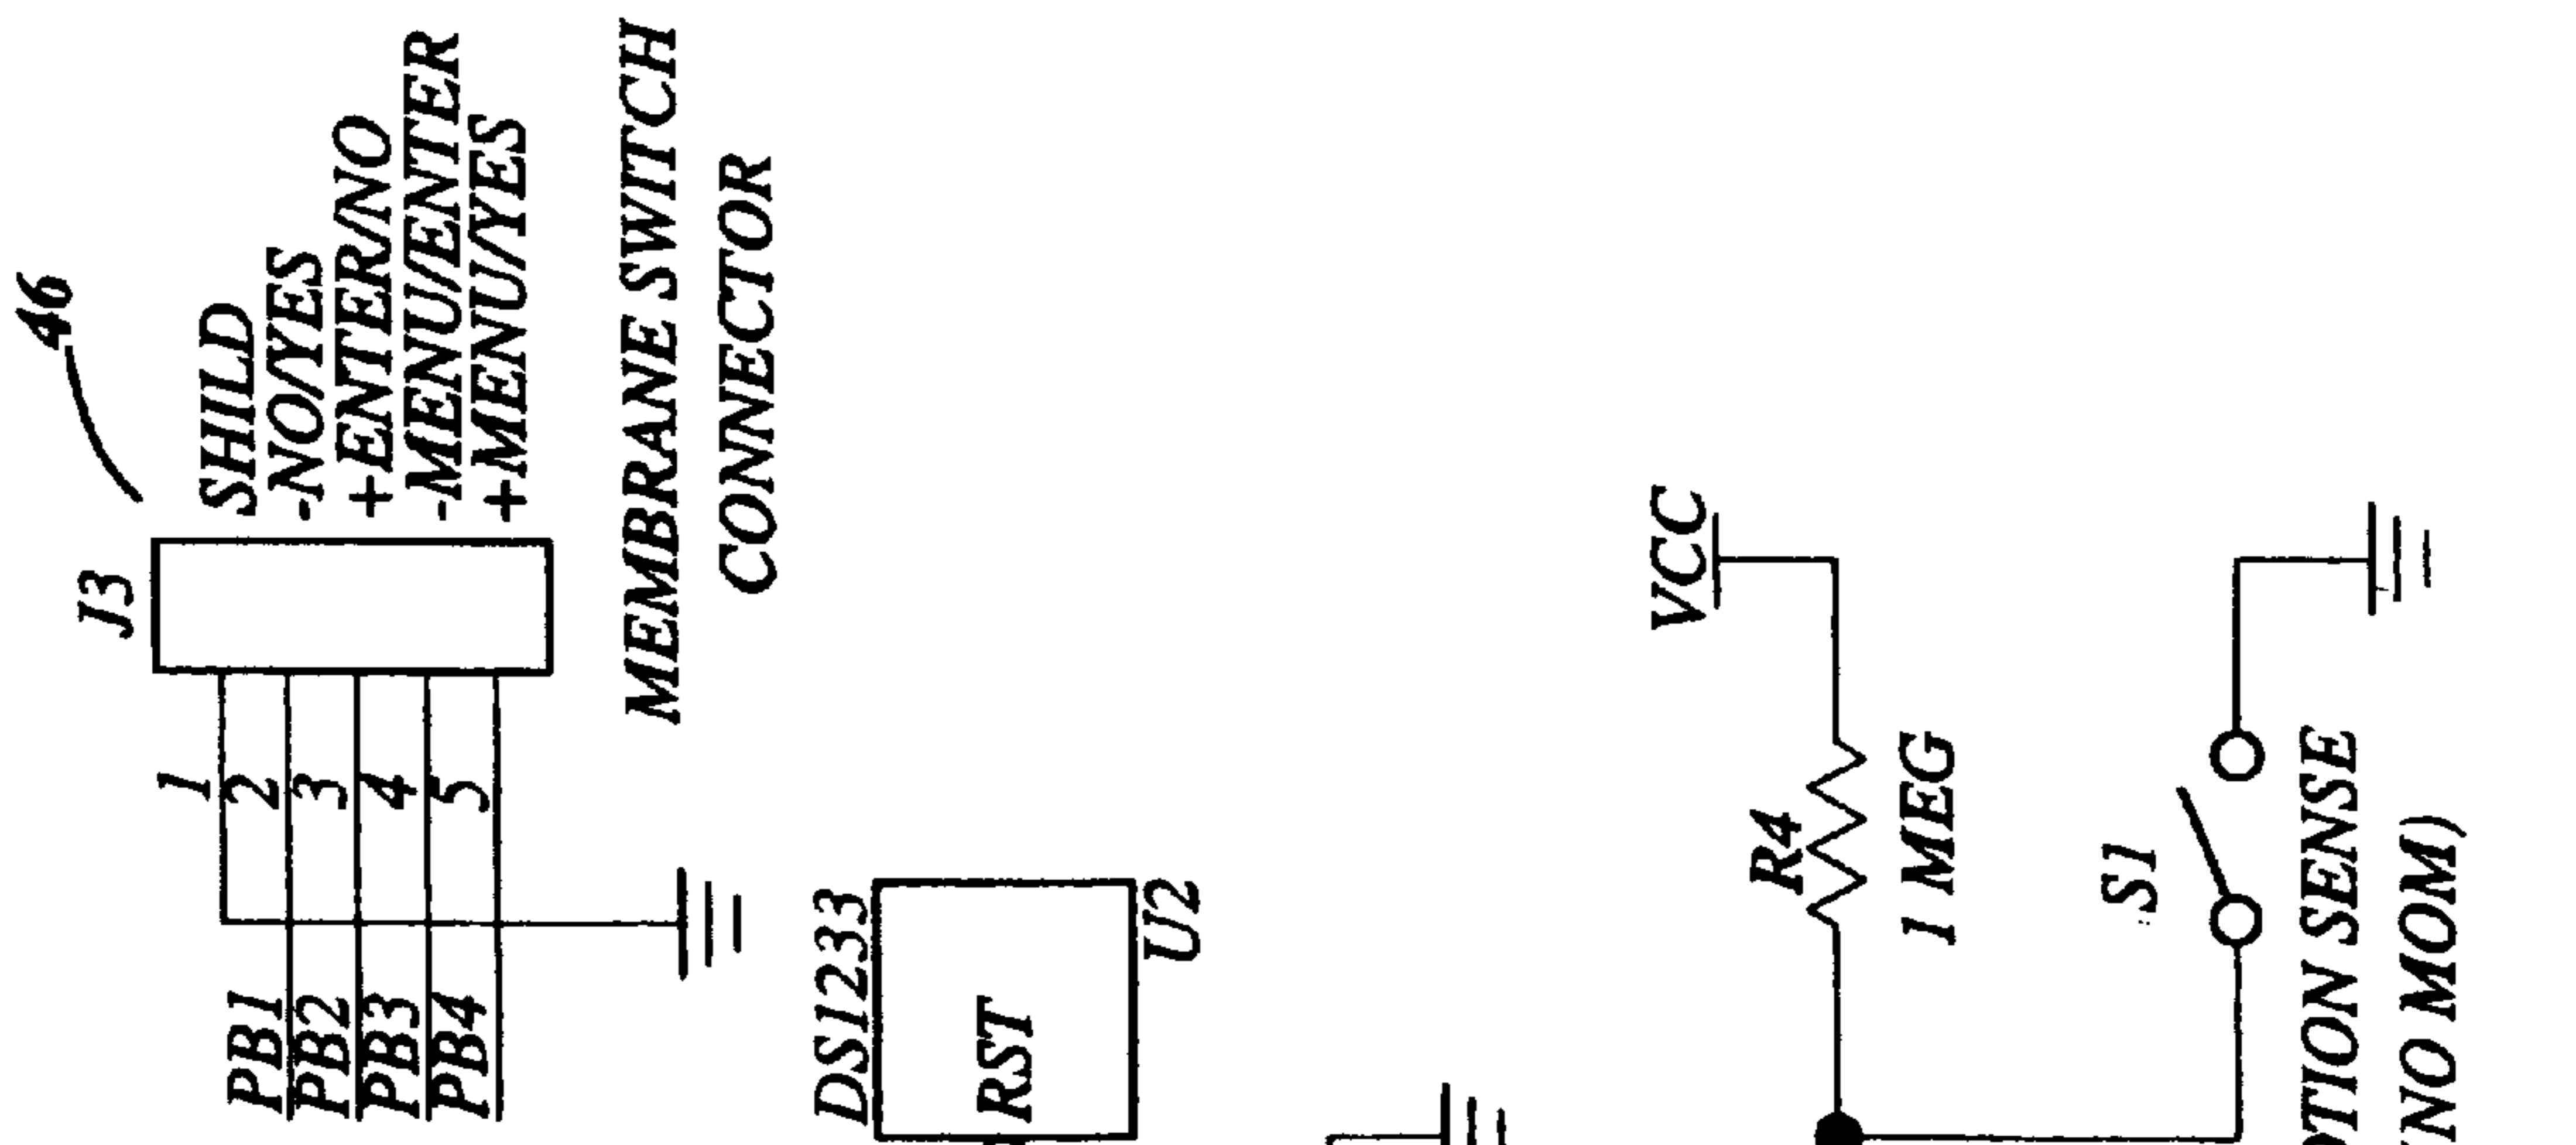 46
J3
SHILD
-NO/YES
+ENTER/NO
-MENU/ENTER
+MENU/YES
1
2
3
4
5
PB1
PB2
PB3
PB4
MEMBRANE SWITCH
CONNECTOR
DS1233
RST
U2
VCC
R4
1 MEG
S1
SENSE
NO MOM)